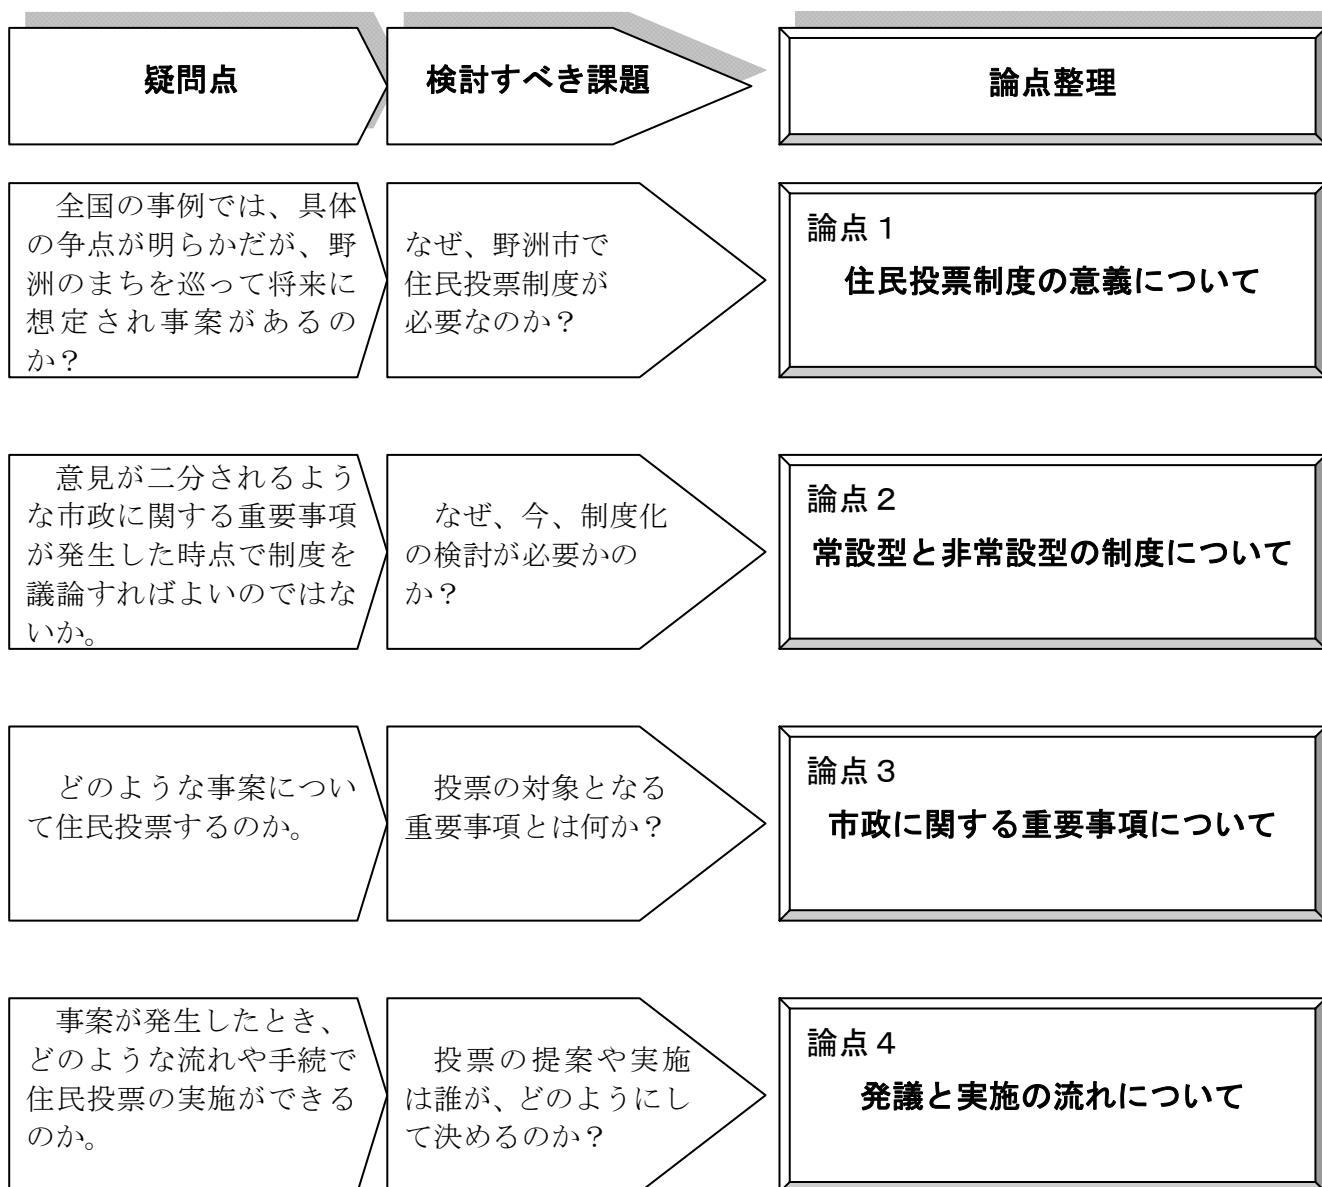 疑問点
検討すべき課題
論点整理
全国の事例では、具体
の争点が明らかだが、野
洲のまちを巡って将来に
想定され事案があるの
か？
なぜ、野洲市で
住民投票制度が
必要なのか？
論点１
住民投票制度の意義について
意見が二分されるよう
な市政に関する重要事項
が発生した時点で制度を
議論すればよいのではな
いか。
なぜ、今、制度化
の検討が必要かの
か？
論点２
常設型と非常設型の制度について
どのような事案につい
て住民投票するのか。
投票の対象となる
重要事項とは何か？
論点３
市政に関する重要事項について
事案が発生したとき、
どのような流れや手続で
住民投票の実施ができる
のか。
投票の提案や実施
は誰が、どのようにし
て決めるのか？
論点４
発議と実施の流れについて